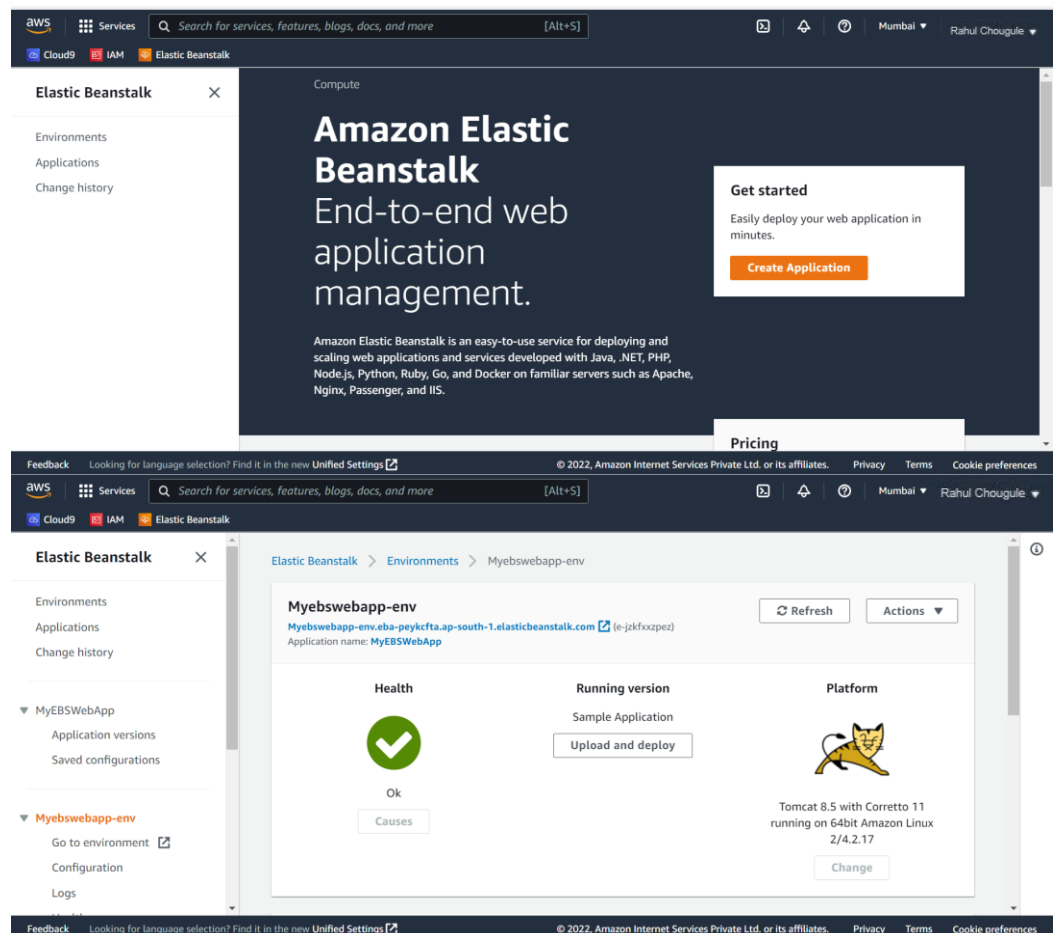 aws
Services
Search for services, features, blogs, docs, and more
[Alt+S]
Mumbai
Rahul Chougule
Cloud9
IAM
Elastic Beanstalk
Elastic Beanstalk
Environments
Applications
Change history
Compute
Amazon Elastic
Beanstalk
End-to-end web
application
management.
Amazon Elastic Beanstalk is an easy-to-use service for deploying and
scaling web applications and services developed with Java, .NET, PHP,
Node.js, Python, Ruby, Go, and Docker on familiar servers such as Apache,
Nginx, Passenger, and IIS.
Get started
Easily deploy your web application in
minutes.
Create Application
Pricing
Feedback
Looking for language selection? Find it in the new Unified Settings
© 2022, Amazon Internet Services Private Ltd. or its affiliates.
Privacy
Terms
Cookie preferences
aws
Services
Search for services, features, blogs, docs, and more
[Alt+S]
Mumbai
Rahul Chougule
Cloud9
IAM
Elastic Beanstalk
Elastic Beanstalk
Environments
Applications
Change history
MyEBSWebApp
Application versions
Saved configurations
Myebswebapp-env
Go to environment
Configuration
Logs
Elastic Beanstalk
Environments
Myebswebapp-env
Myebswebapp-env
Myebswebapp-env.eba-peykcfta.ap-south-1.elasticbeanstalk.com (e-jzkfxxzpez)
Application name: MyEBSWebApp
Refresh
Actions
Health
Ok
Causes
Running version
Sample Application
Upload and deploy
Platform
Tomcat 8.5 with Corretto 11
running on 64bit Amazon Linux
2/4.2.17
Change
Feedback
Looking for language selection? Find it in the new Unified Settings
© 2022, Amazon Internet Services Private Ltd. or its affiliates.
Privacy
Terms
Cookie preferences